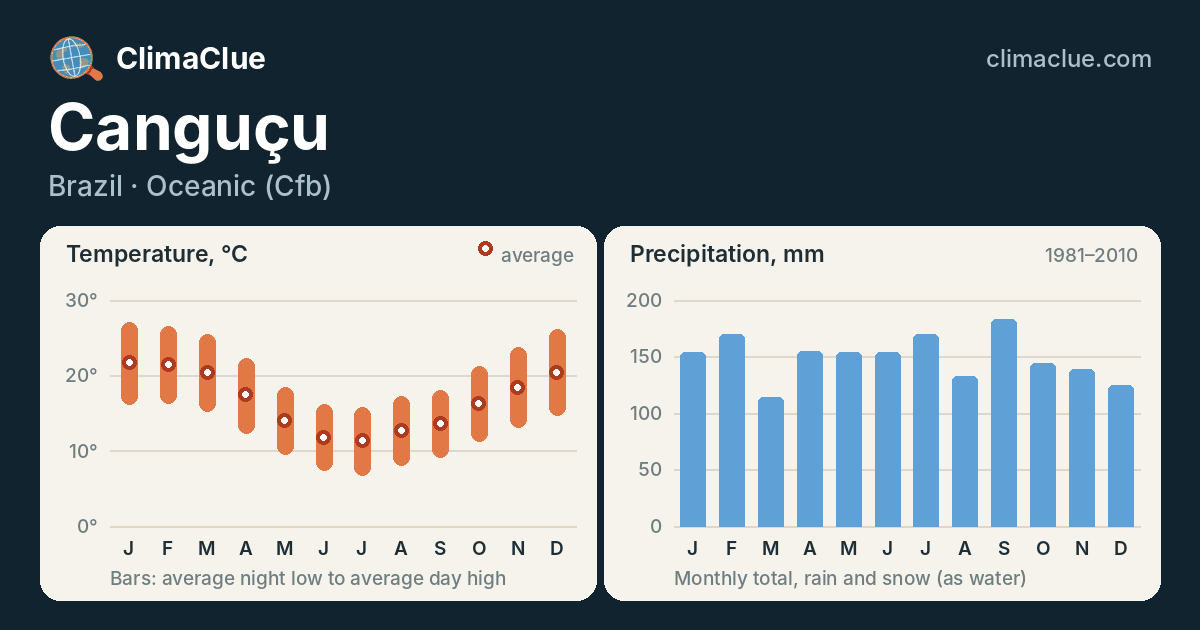 ClimaClue
climaclue.com
Canguçu
Brazil · Oceanic (Cfb)
Temperature, °C
average
30°
20°
10°
0°
J F M A M J J A S O N D
Bars: average night low to average day high
Precipitation, mm
1981–2010
200
150
100
50
0
J F M A M J J A S O N D
Monthly total, rain and snow (as water)